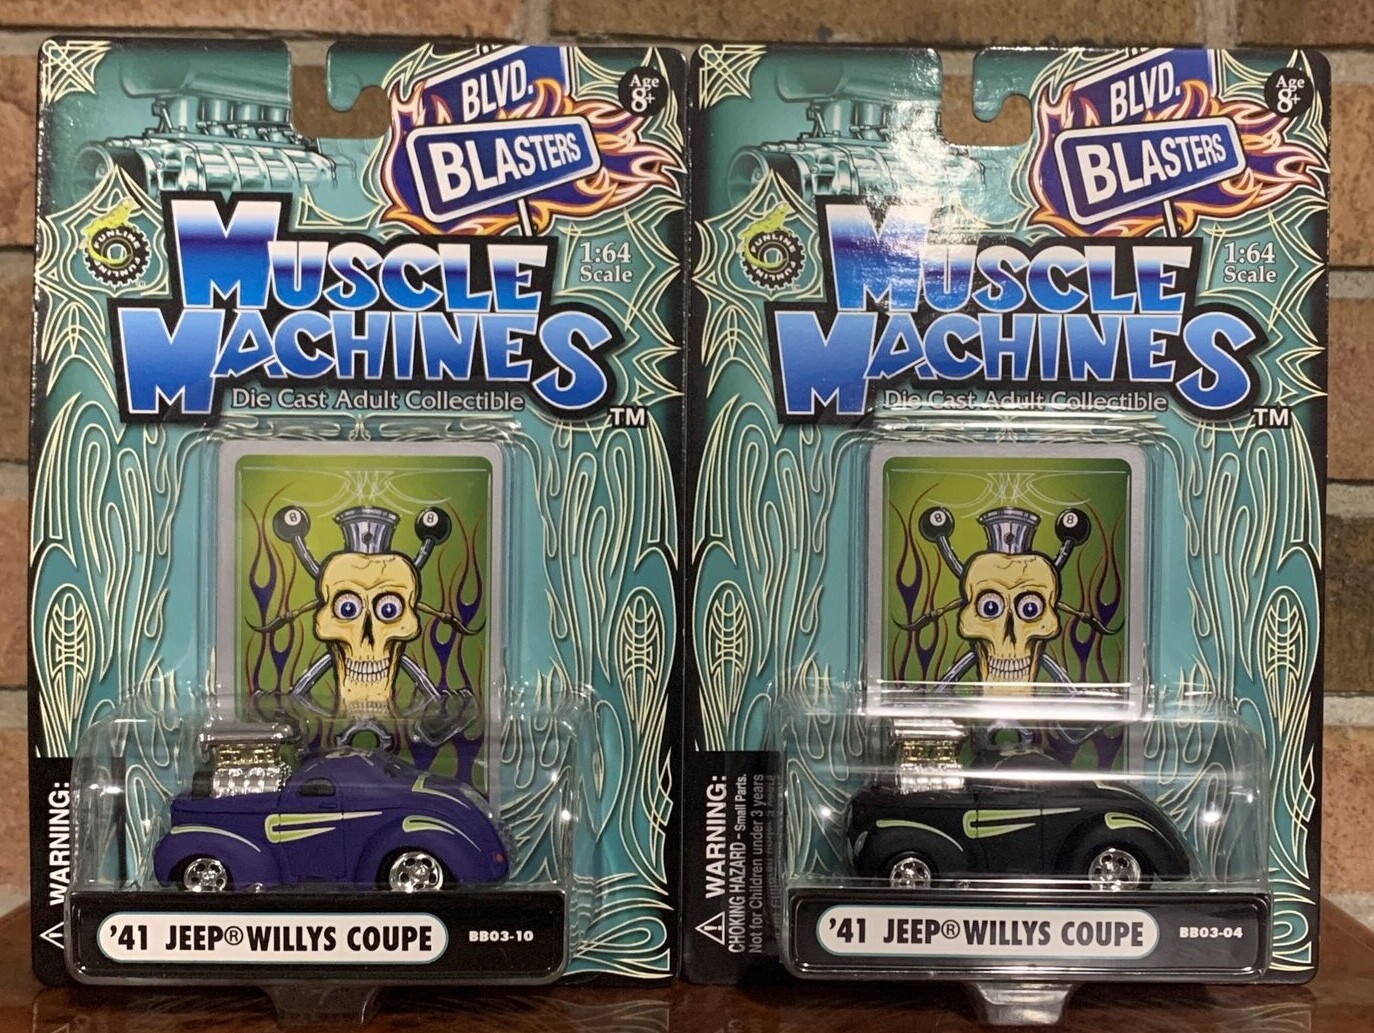 BLVD.
BLASTERS
Age
8+
FUNLINE
MUSCLE
MACHINES
TM
1:64
Scale
Die Cast Adult Collectible
8
8
WARNING:
'41 JEEP® WILLYS COUPE
BB03-10
BLVD.
BLASTERS
Age
8+
FUNLINE
MUSCLE
MACHINES
TM
1:64
Scale
Die Cast Adult Collectible
8
8
WARNING:
CHOKING HAZARD - Small Parts.
Not for Children under 3 years
'41 JEEP® WILLYS COUPE
BB03-04